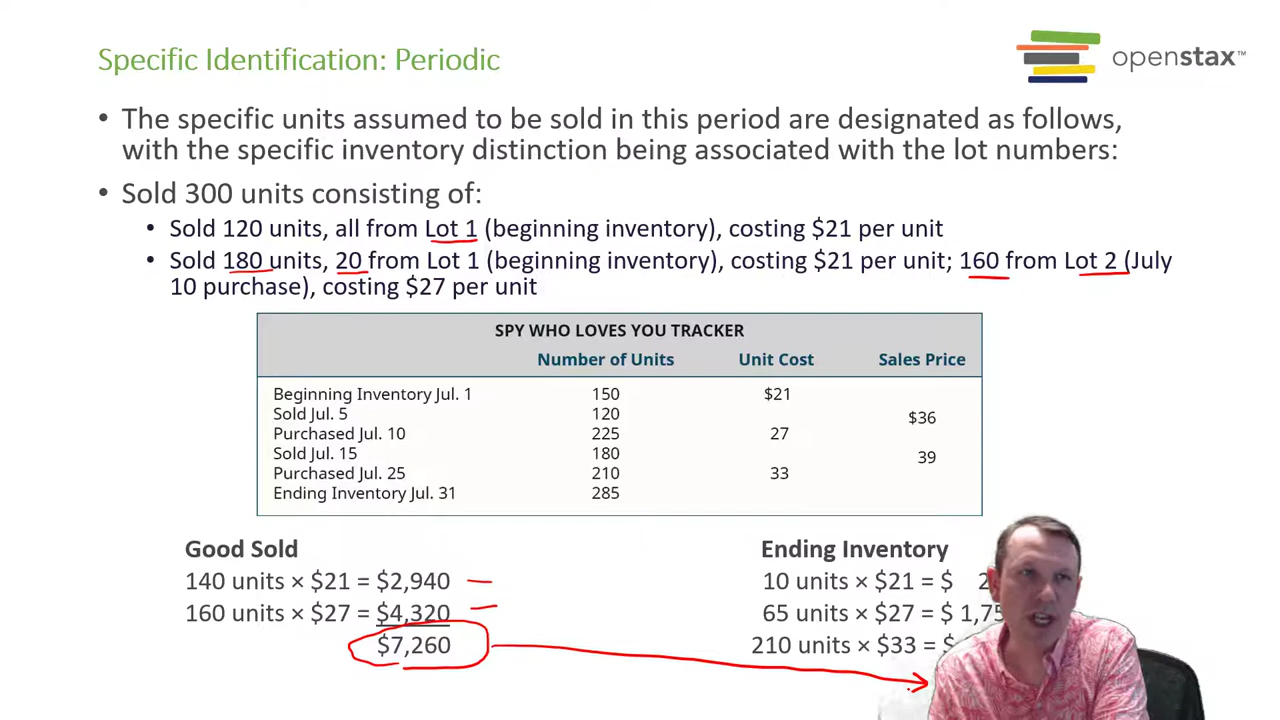 Specific Identification: Periodic
openstax™
• The specific units assumed to be sold in this period are designated as follows,
with the specific inventory distinction being associated with the lot numbers:
• Sold 300 units consisting of:
• Sold 120 units, all from Lot 1 (beginning inventory), costing $21 per unit
• Sold 180 units, 20 from Lot 1 (beginning inventory), costing $21 per unit; 160 from Lot 2 (July
10 purchase), costing $27 per unit
SPY WHO LOVES YOU TRACKER
Number of Units Unit Cost Sales Price
Beginning Inventory Jul. 1 150 $21
Sold Jul. 5 120 $36
Purchased Jul. 10 225 27
Sold Jul. 15 180 39
Purchased Jul. 25 210 33
Ending Inventory Jul. 31 285
Good Sold
140 units × $21 = $2,940
160 units × $27 = $4,320
$7,260
Ending Inventory
10 units × $21 = $
65 units × $27 = $ 1,75
210 units × $33 = $